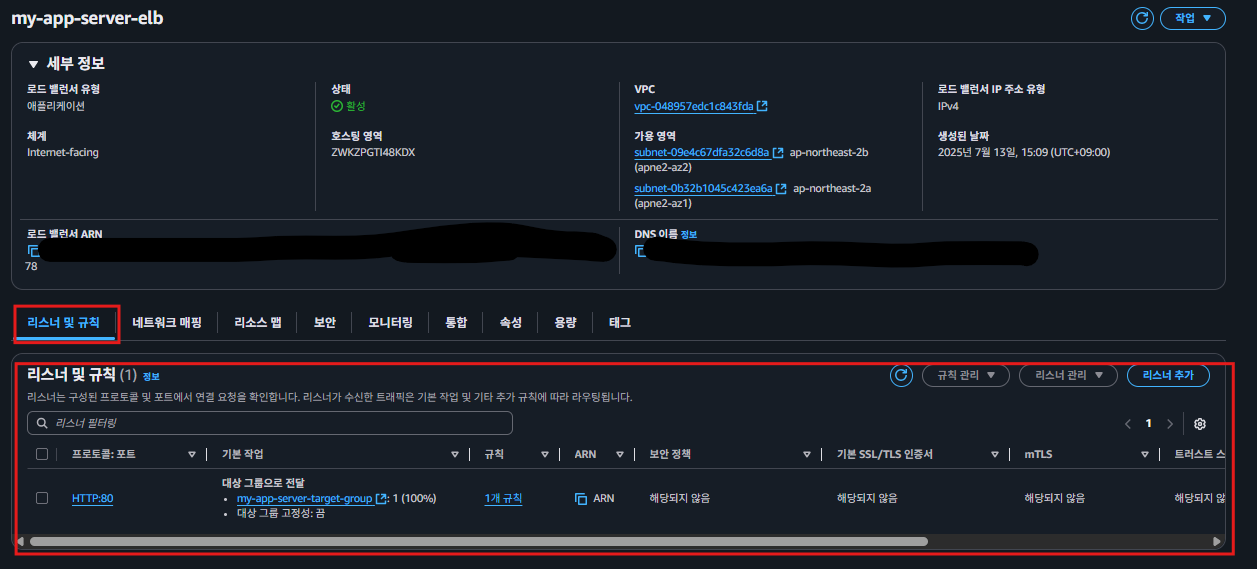 my-app-server-elb
작업 ▼
▼ 세부 정보
로드 밸런서 유형
애플리케이션
상태
활성
VPC
vpc-048957edc1c843fda
로드 밸런서 IP 주소 유형
IPv4
체계
Internet-facing
호스팅 영역
ZWKZPGTI48KDX
가용 영역
subnet-09e4c67dfa32c6d8a ap-northeast-2b
(apne2-az2)
subnet-0b32b1045c423ea6a ap-northeast-2a
(apne2-az1)
생성된 날짜
2025년 7월 13일, 15:09 (UTC+09:00)
로드 밸런서 ARN
78
DNS 이름 정보
리스너 및 규칙 네트워크 매핑 리소스 맵 보안 모니터링 통합 속성 용량 태그
리스너 및 규칙 (1) 정보
규칙 관리 ▼ 리스너 관리 ▼ 리스너 추가
리스너는 구성된 프로토콜 및 포트에서 연결 요청을 확인합니다. 리스너가 수신한 트래픽은 기본 작업 및 기타 추가 규칙에 따라 라우팅됩니다.
리스너 필터링
1
프로토콜: 포트 기본 작업 규칙 ARN 보안 정책 기본 SSL/TLS 인증서 mTLS 트러스트 스
HTTP:80
대상 그룹으로 전달
• my-app-server-target-group : 1 (100%)
• 대상 그룹 고정성: 끔
1개 규칙
ARN
해당되지 않음
해당되지 않음
해당되지 않음
해당되지 않